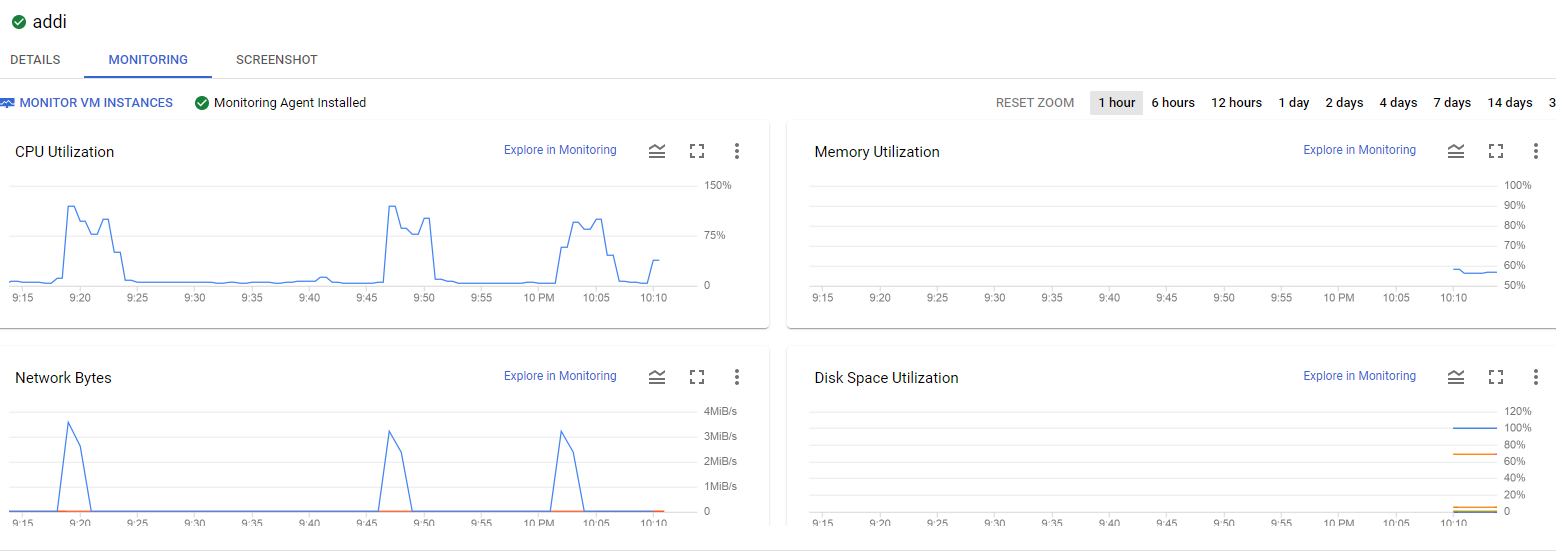 addi
DETAILS MONITORING SCREENSHOT
MONITOR VM INSTANCES Monitoring Agent Installed RESET ZOOM 1 hour 6 hours 12 hours 1 day 2 days 4 days 7 days 14 days 3
CPU Utilization Explore in Monitoring
150%
75%
0
9:15 9:20 9:25 9:30 9:35 9:40 9:45 9:50 9:55 10 PM 10:05 10:10
Memory Utilization Explore in Monitoring
100%
90%
80%
70%
60%
50%
9:15 9:20 9:25 9:30 9:35 9:40 9:45 9:50 9:55 10 PM 10:05 10:10
Network Bytes Explore in Monitoring
4MiB/s
3MiB/s
2MiB/s
1MiB/s
0
9:15 9:20 9:25 9:30 9:35 9:40 9:45 9:50 9:55 10 PM 10:05 10:10
Disk Space Utilization Explore in Monitoring
120%
100%
80%
60%
40%
20%
0
9:15 9:20 9:25 9:30 9:35 9:40 9:45 9:50 9:55 10 PM 10:05 10:10